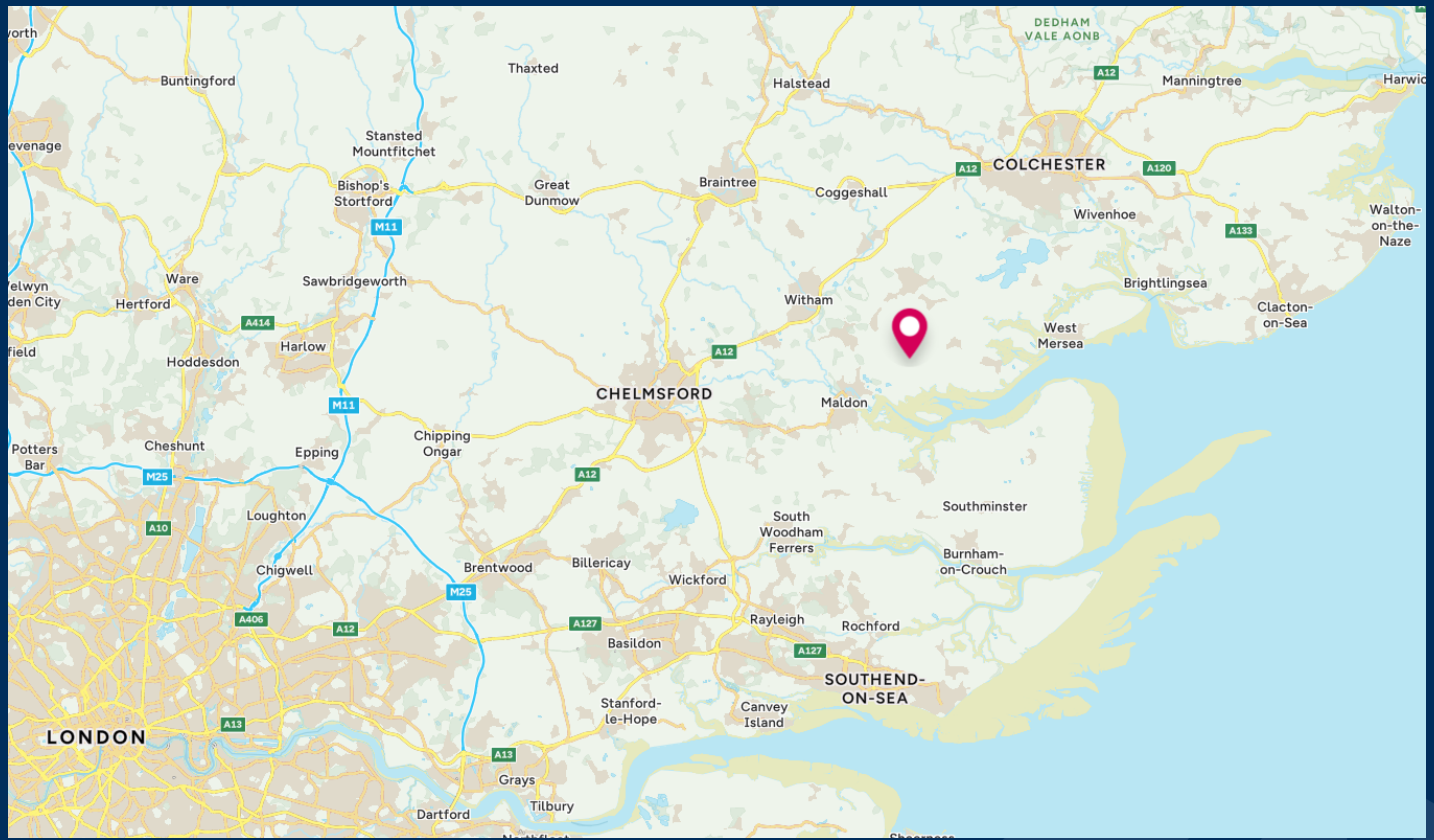 DEDHAM
VALE AONB
orth
Thaxted
A12
Buntingford
Halstead
Manningtree
Harwic
Stansted
Mountfitchet
evenage
COLCHESTER
A12
A120
Braintree
Bishop's
Stortford
Great
Dunmow
Coggeshall
Wivenhoe
Walton-
on-the-
Naze
M11
A133
Ware
Sawbridgeworth
Brightlingsea
elwyn
den City
Hertford
Witham
Clacton-
on-Sea
A414
West
Mersea
Harlow
field
Hoddesdon
A12
CHELMSFORD
Maldon
M11
Chipping
Ongar
Potters
Bar
Cheshunt
Epping
M25
A12
Southminster
Loughton
South
Woodham
Ferrers
A10
Burnham-
on-Crouch
Chigwell
Brentwood
Billericay
Wickford
M25
A406
A12
A127
Rayleigh
Rochford
Basildon
A127
SOUTHEND-
ON-SEA
Stanford-
le-Hope
Canvey
Island
A13
LONDON
A13
Grays
Tilbury
Dartford